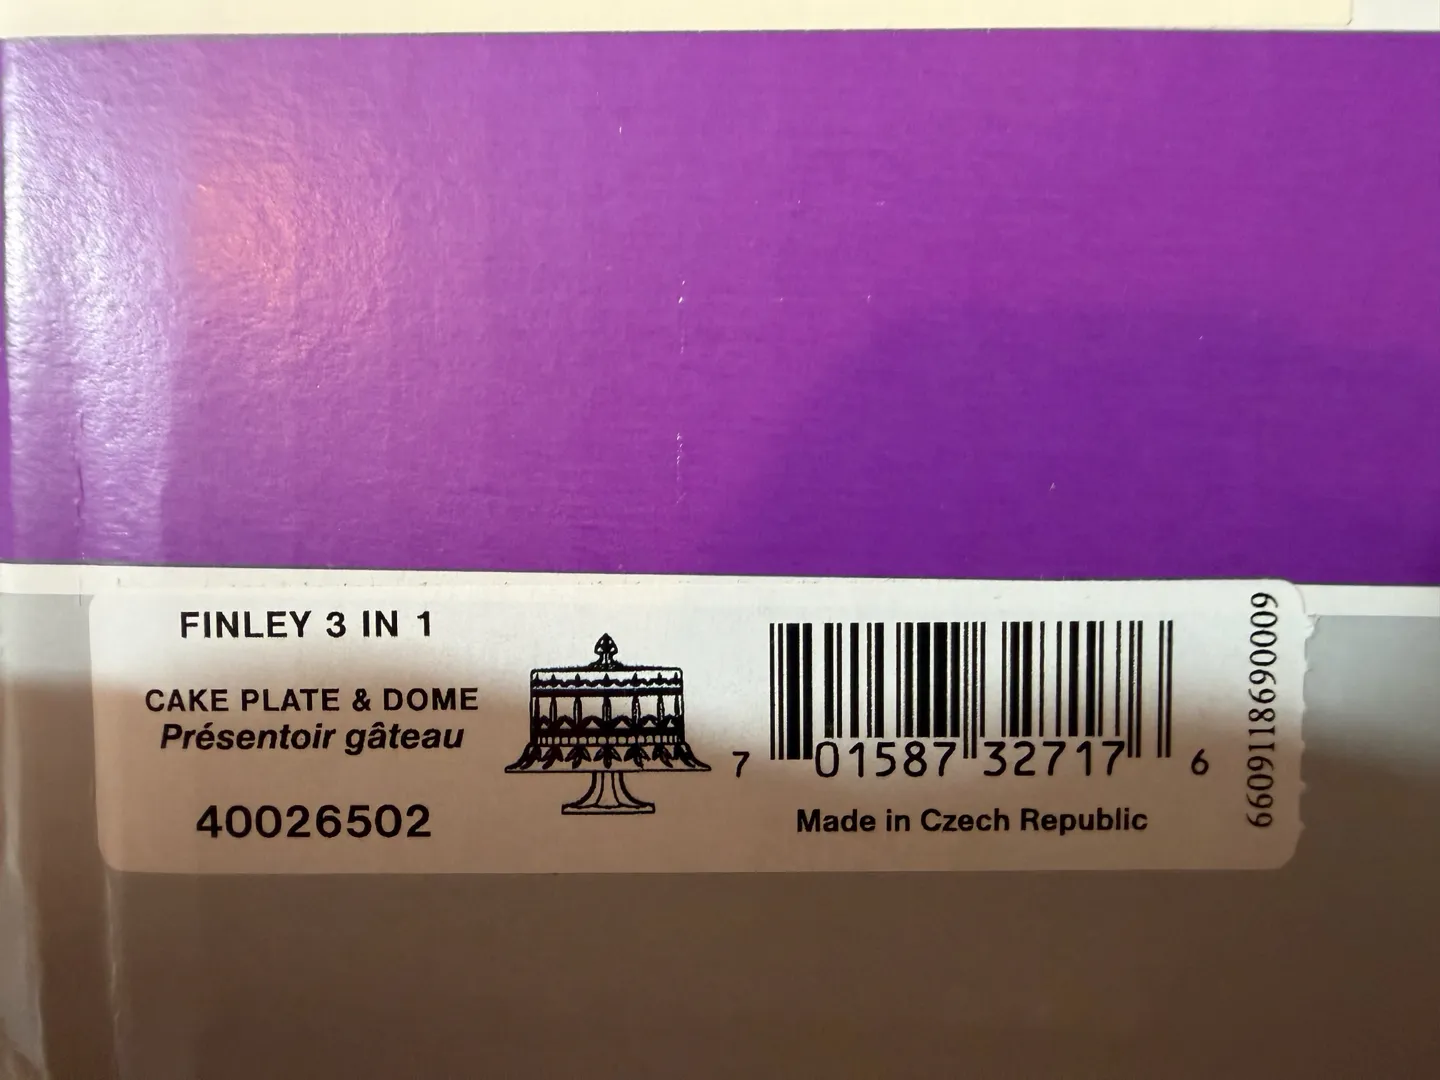 FINLEY 3 IN 1
CAKE PLATE & DOME
Présentoir gâteau
40026502
7 01587 32717 6
Made in Czech Republic
6609118690009